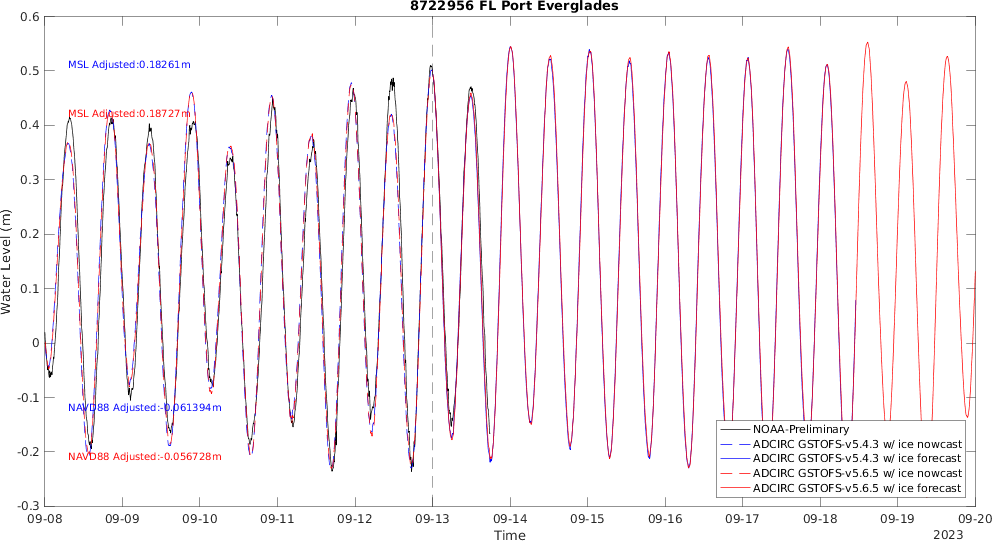 8722956 FL Port Everglades
0.6
0.5
0.4
0.3
0.2
0.1
0
-0.1
-0.2
-0.3
Water Level (m)
MSL Adjusted:0.18261m
MSL Adjusted:0.18727m
NAVD88 Adjusted:-0.061394m
NAVD88 Adjusted:-0.056728m
NOAA-Preliminary
ADCIRC GSTOFS-v5.4.3 w/ ice nowcast
ADCIRC GSTOFS-v5.4.3 w/ ice forecast
ADCIRC GSTOFS-v5.6.5 w/ ice nowcast
ADCIRC GSTOFS-v5.6.5 w/ ice forecast
09-08 09-09 09-10 09-11 09-12 09-13 09-14 09-15 09-16 09-17 09-18 09-19 09-20
Time
2023